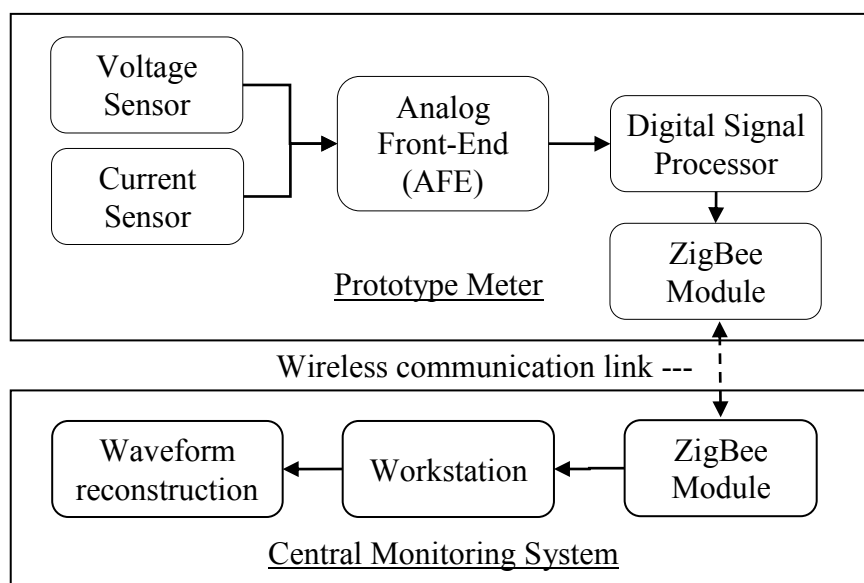 Voltage
Sensor
Current
Sensor
Analog
Front-End
(AFE)
Digital Signal
Processor
ZigBee
Module
Prototype Meter
Wireless communication link ---
Waveform
reconstruction
Workstation
ZigBee
Module
Central Monitoring System